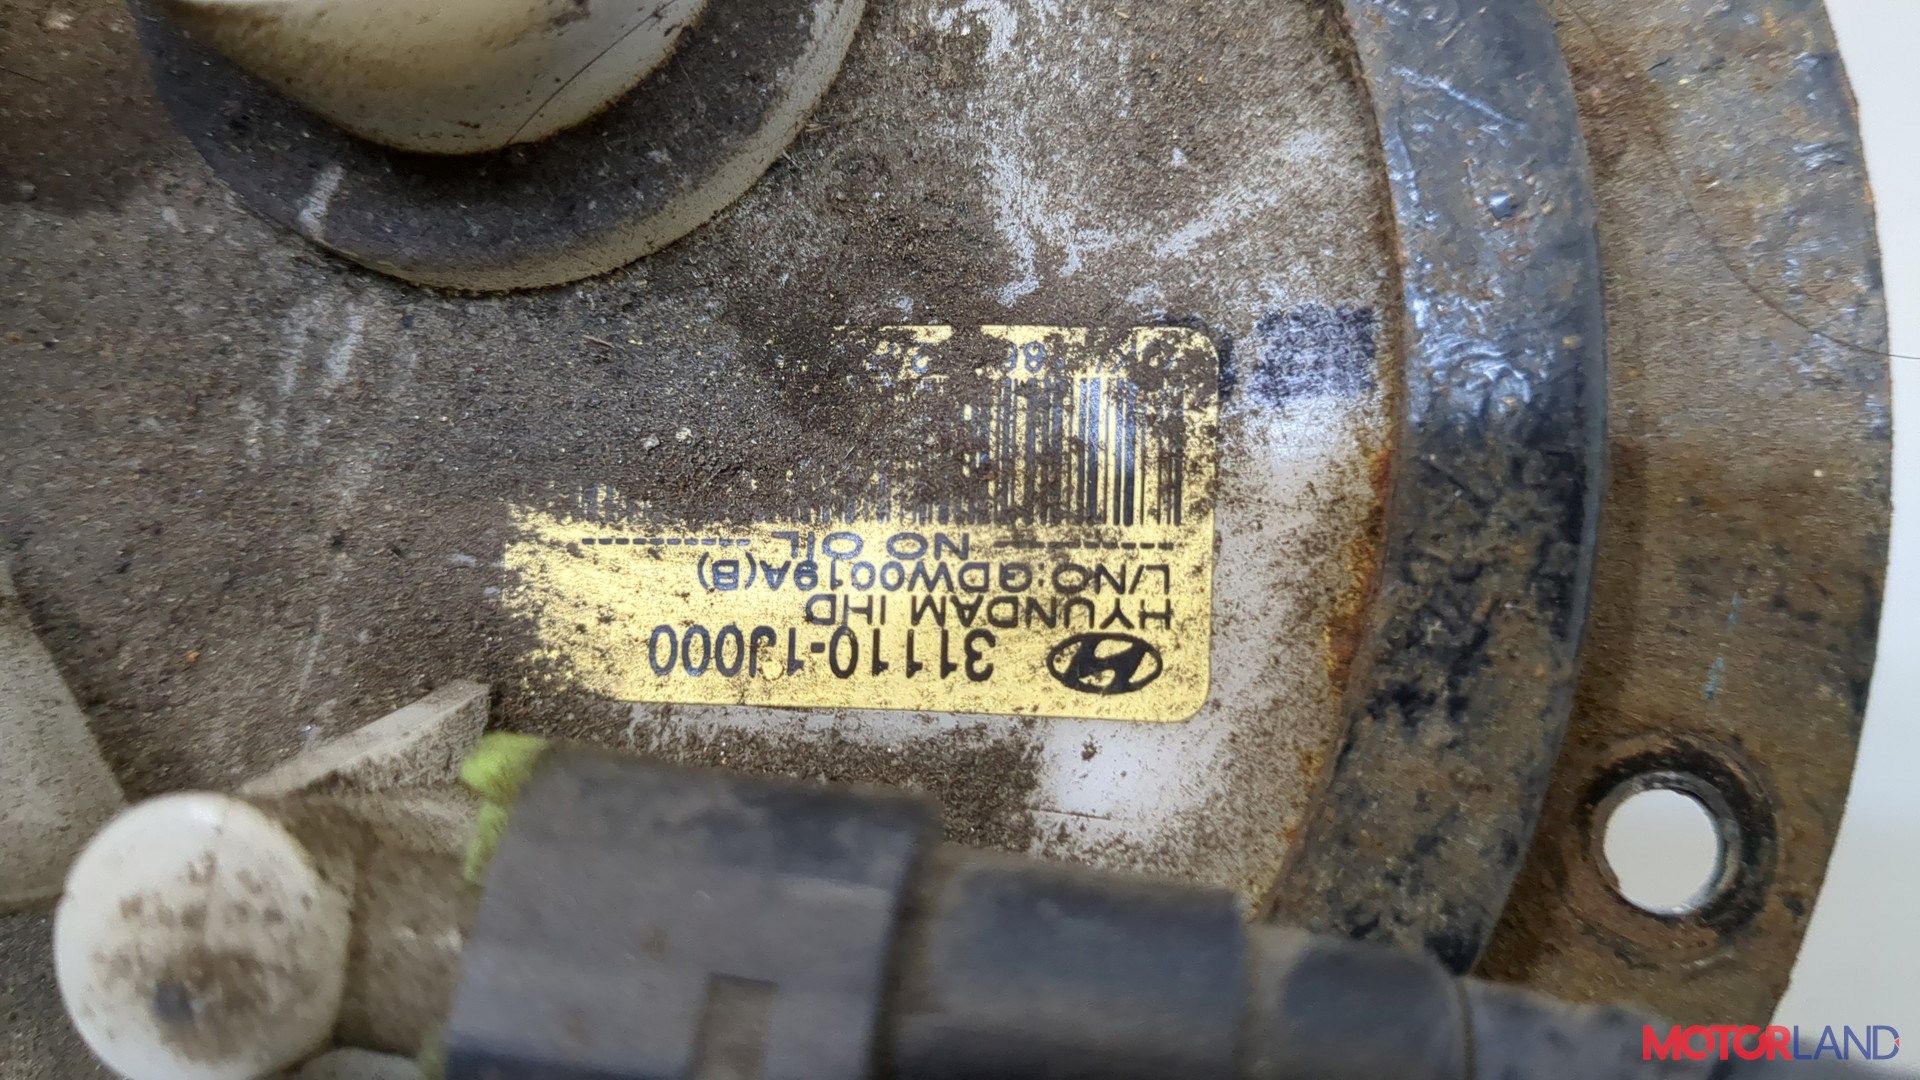 31110-1J000
HYUNDAM IHD
L/NO:QDW0019A(B)
NO OIL
MOTORLAND